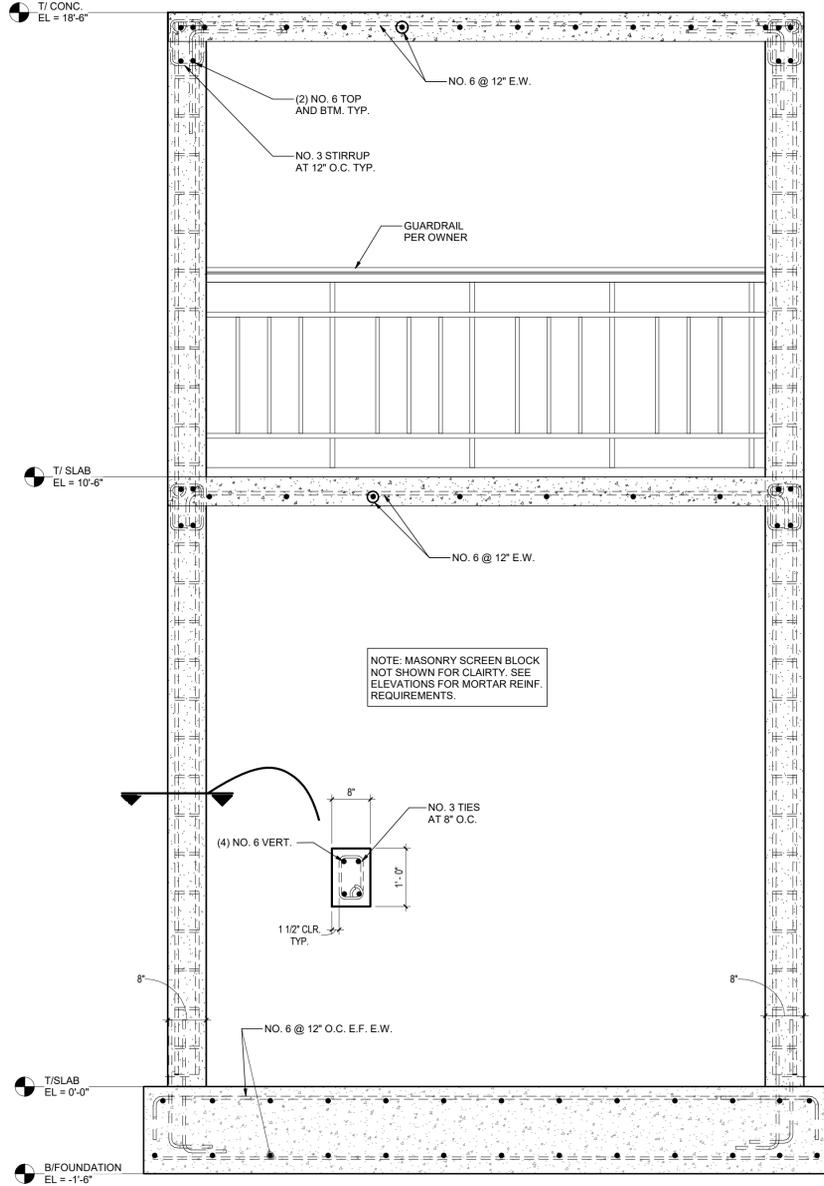 T/ CONC.
EL = 18'-6"
NO. 6 @ 12" E.W.
(2) NO. 6 TOP
AND BTM. TYP.
NO. 3 STIRRUP
AT 12" O.C. TYP.
GUARDRAIL
PER OWNER
T/ SLAB
EL = 10'-6"
NO. 6 @ 12" E.W.
NOTE: MASONRY SCREEN BLOCK
NOT SHOWN FOR CLAIRTY. SEE
ELEVATIONS FOR MORTAR REINF.
REQUIREMENTS.
8"
NO. 3 TIES
AT 8" O.C.
(4) NO. 6 VERT.
1' - 0"
1 1/2" CLR.
TYP.
8"
8"
NO. 6 @ 12" O.C. E.F. E.W.
T/SLAB
EL = 0'-0"
B/FOUNDATION
EL = -1'-6"